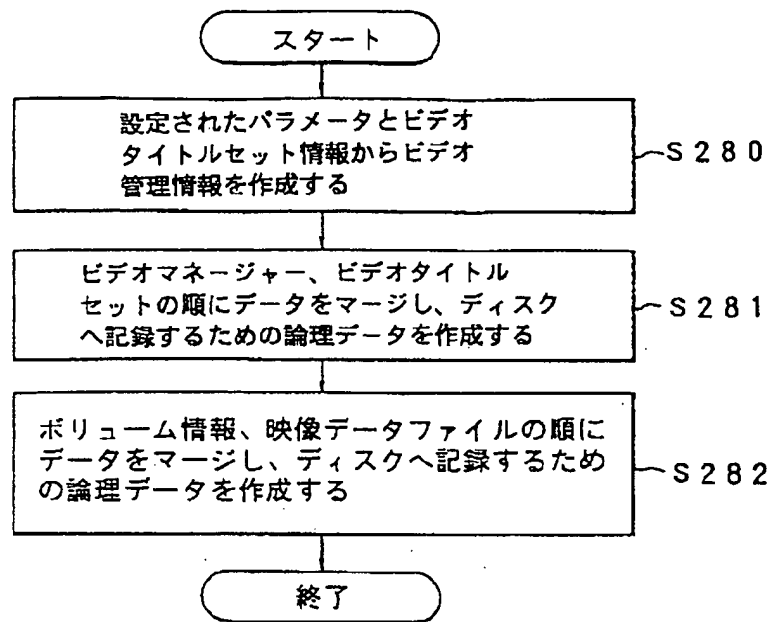 スタート
設定されたパラメータとビデオ
タイトルセット情報からビデオ
管理情報を作成する
S280
ビデオマネージャー、ビデオタイトル
セットの順にデータをマージし、ディスク
へ記録するための論理データを作成する
S281
ボリューム情報、映像データファイルの順に
データをマージし、ディスクへ記録するため
の論理データを作成する
S282
終了